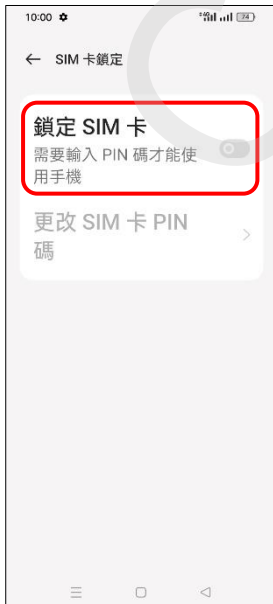 10:00
74
SIM 卡鎖定
鎖定 SIM 卡
需要輸入 PIN 碼才能使
用手機
更改 SIM 卡 PIN
碼